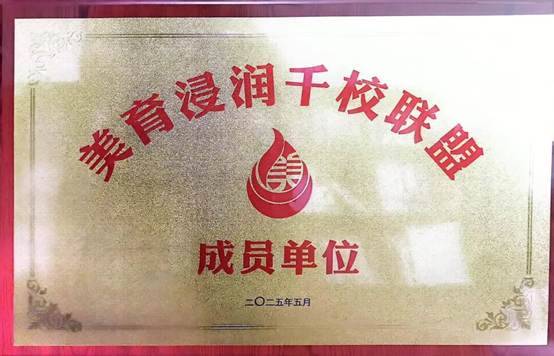 美育浸润千校联盟
美
成员单位
二〇二五年五月